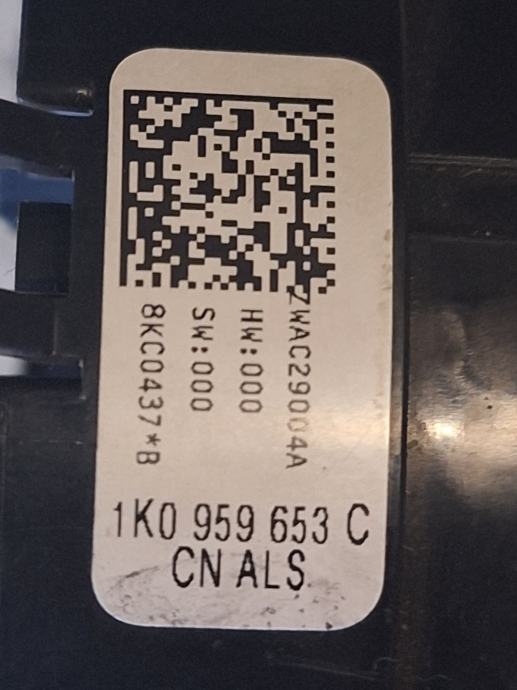 ZWAC29004A
HW:000
SW:000
8KC0437*B
1K0 959 653 C
CN ALS